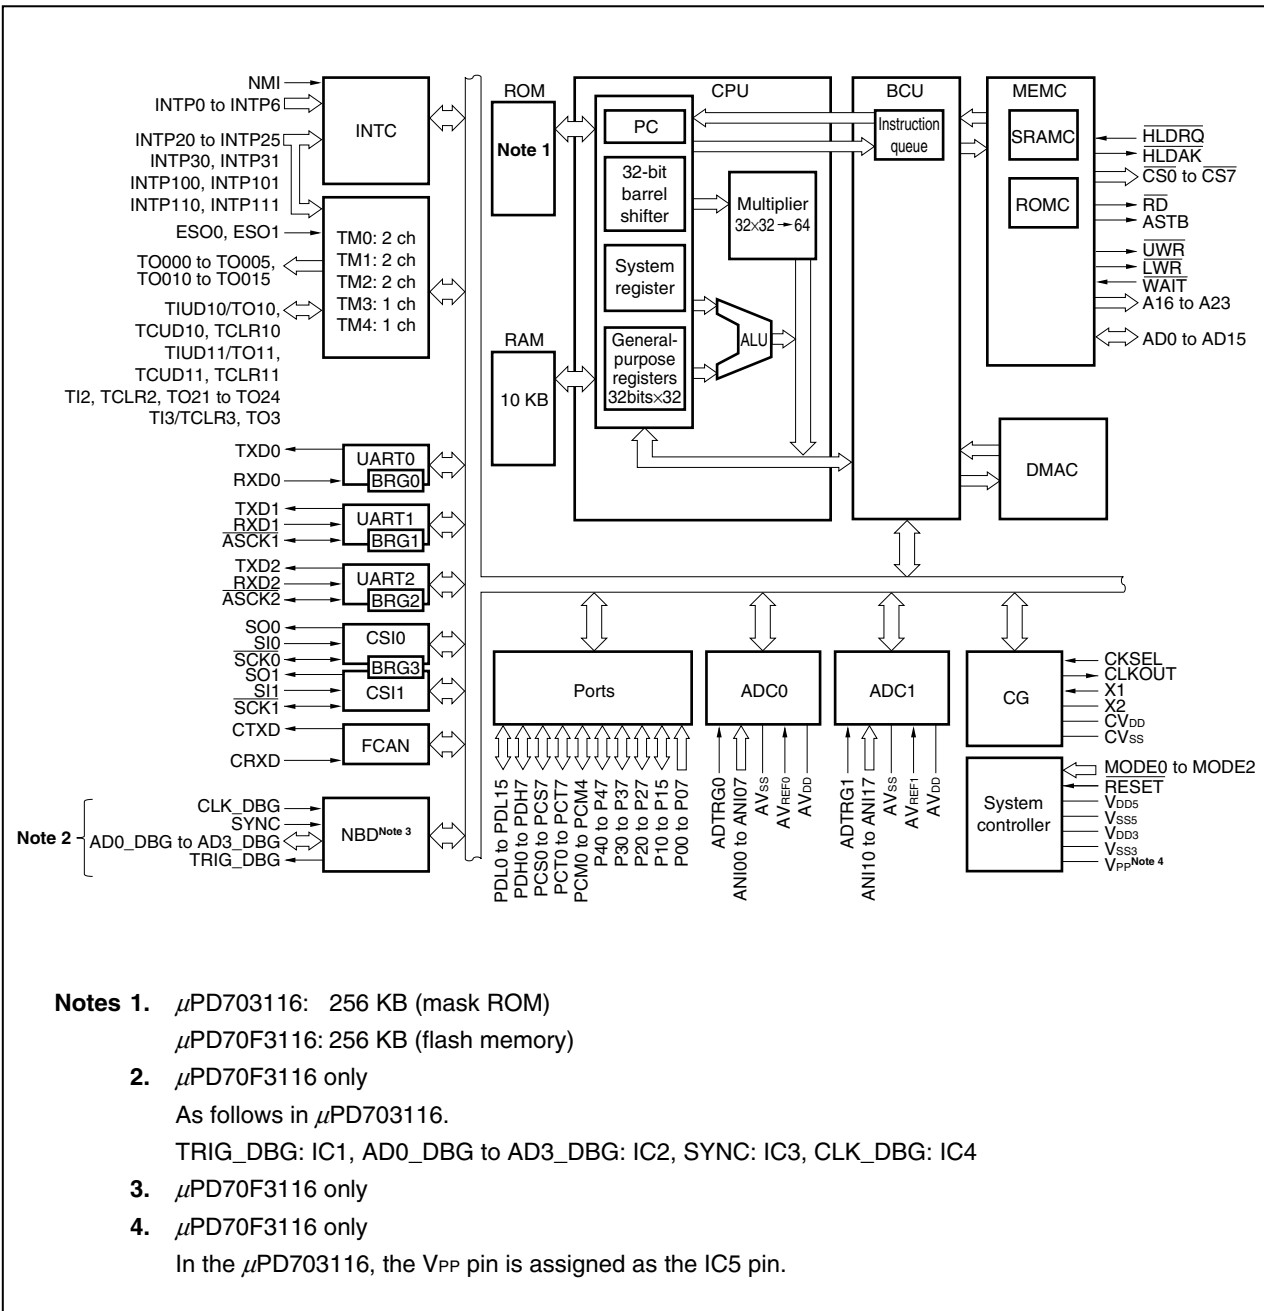 NMI
INTP0 to INTP6
INTP20 to INTP25
INTP30, INTP31
INTP100, INTP101
INTP110, INTP111
ESO0, ESO1
TO000 to TO005,
TO010 to TO015
TIUD10/TO10,
TCUD10, TCLR10
TIUD11/TO11,
TCUD11, TCLR11
TI2, TCLR2, TO21 to TO24
TI3/TCLR3, TO3
INTC
TM0: 2 ch
TM1: 2 ch
TM2: 2 ch
TM3: 1 ch
TM4: 1 ch
TXD0
RXD0
UART0
BRG0
TXD1
RXD1
ASCK1
UART1
BRG1
TXD2
RXD2
ASCK2
UART2
BRG2
SO0
SI0
SCK0
CSI0
BRG3
SO1
SI1
SCK1
CSI1
CTXD
CRXD
FCAN
Note 2
CLK_DBG
SYNC
AD0_DBG to AD3_DBG
TRIG_DBG
NBD Note 3
ROM
Note 1
RAM
10 KB
CPU
PC
32-bit
barrel
shifter
System
register
General-
purpose
registers
32bits×32
Multiplier
32×32→64
ALU
BCU
Instruction
queue
MEMC
SRAMC
ROMC
HLDRQ
HLDAK
CS0 to CS7
RD
ASTB
UWR
LWR
WAIT
A16 to A23
AD0 to AD15
DMAC
Ports
PDL0 to PDL15
PDH0 to PDH7
PCS0 to PCS7
PCT0 to PCT7
PCM0 to PCM4
P40 to P47
P30 to P37
P20 to P27
P10 to P15
P00 to P07
ADC0
ADTRG0
ANI00 to ANI07
AVSS
AVREF0
AVDD
ADC1
ADTRG1
ANI10 to ANI17
AVSS
AVREF1
AVDD
CG
CKSEL
CLKOUT
X1
X2
CVDD
CVSS
System
controller
MODE0 to MODE2
RESET
VDD5
VSS5
VDD3
VSS3
VPP Note 4
Notes 1. μPD703116: 256 KB (mask ROM)
μPD70F3116: 256 KB (flash memory)
2. μPD70F3116 only
As follows in μPD703116.
TRIG_DBG: IC1, AD0_DBG to AD3_DBG: IC2, SYNC: IC3, CLK_DBG: IC4
3. μPD70F3116 only
4. μPD70F3116 only
In the μPD703116, the VPP pin is assigned as the IC5 pin.